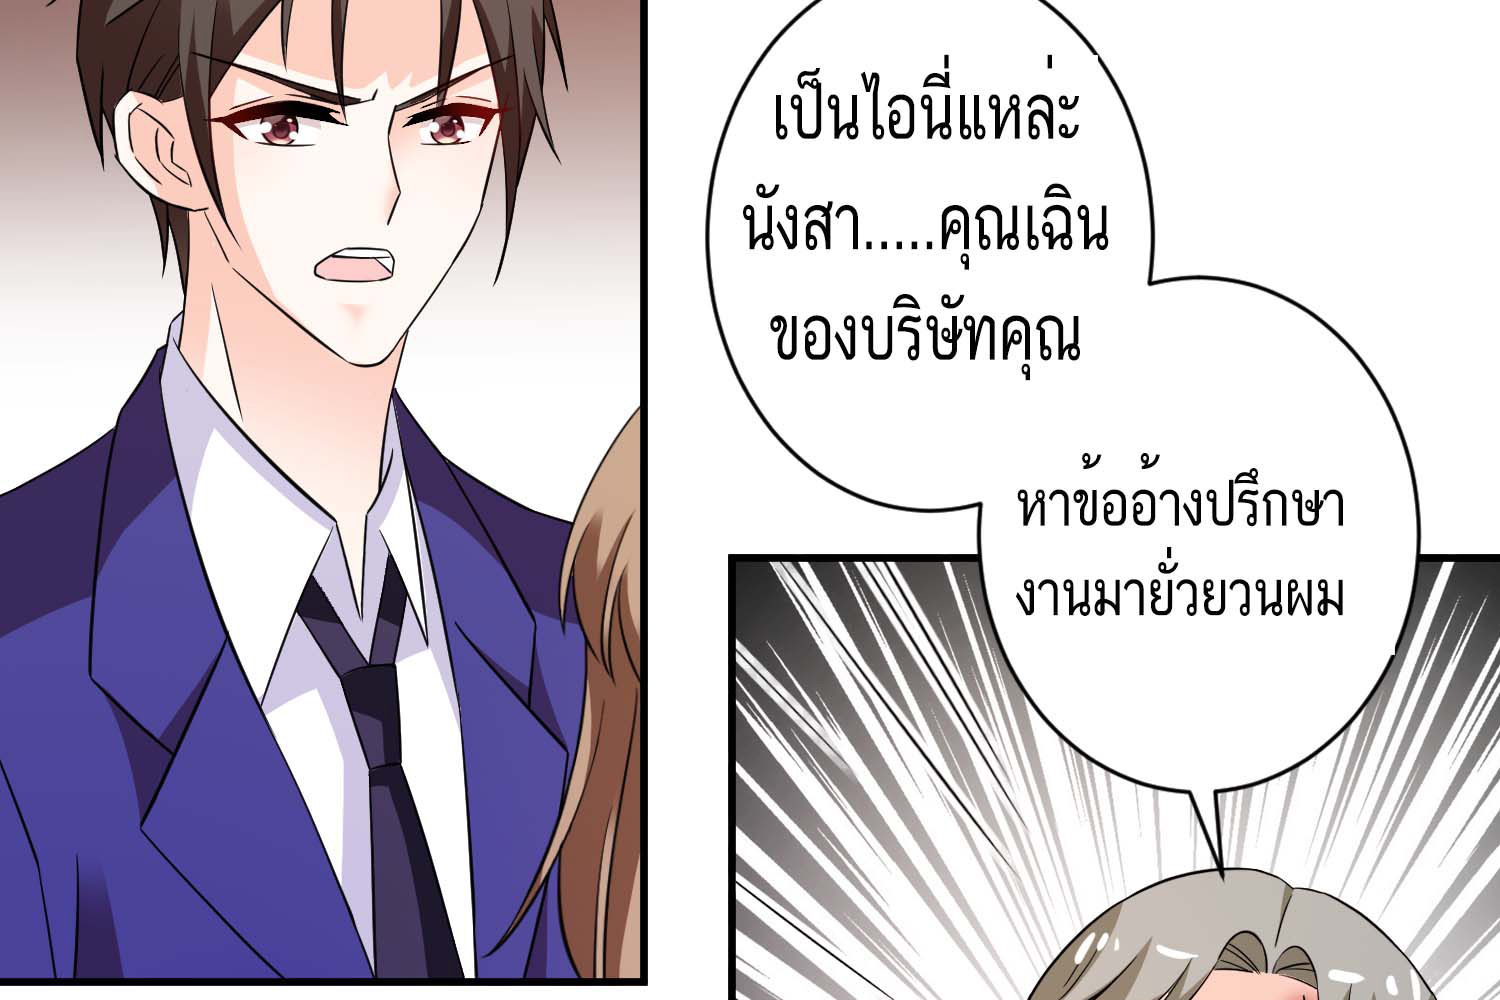 เป็นไอนี่แหล่ะ
นังสา.....คุณเฉิน
ของบริษัทคุณ
หาข้ออ้างปรึกษา
งานมายั่วยวนผม